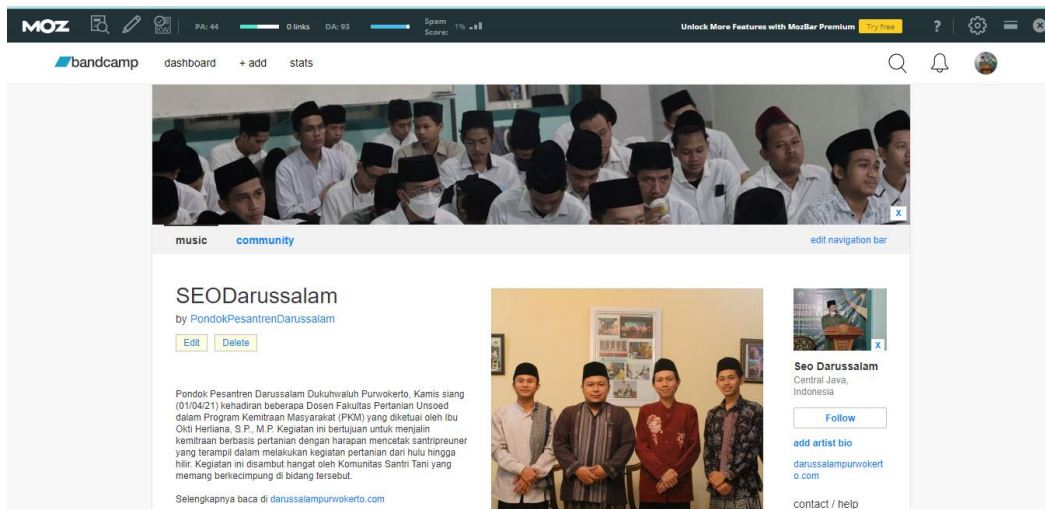 MOZ PA: 44 0 links DA: 93 Spam Score: 1% Unlock More Features with MozBar Premium Try free ?
bandcamp dashboard + add stats
X
music community edit navigation bar
SEODarussalam
by PondokPesantrenDarussalam
Edit Delete
Pondok Pesantren Darussalam Dukuhwaluh Purwokerto, Kamis siang
(01/04/21) kehadiran beberapa Dosen Fakultas Pertanian Unsoed
dalam Program Kemitraan Masyarakat (PKM) yang diketuai oleh Ibu
Okti Herliana, S.P., M.P. Kegiatan ini bertujuan untuk menjalin
kemitraan berbasis pertanian dengan harapan mencetak santripreuner
yang terampil dalam melakukan kegiatan pertanian dari hulu hingga
hilir. Kegiatan ini disambut hangat oleh Komunitas Santri Tani yang
memang berkecimpung di bidang tersebut.
Selengkapnya baca di darussalampurwokerto.com
X
Seo Darussalam
Central Java,
Indonesia
Follow
add artist bio
darussalampurwokert
o.com
contact / help